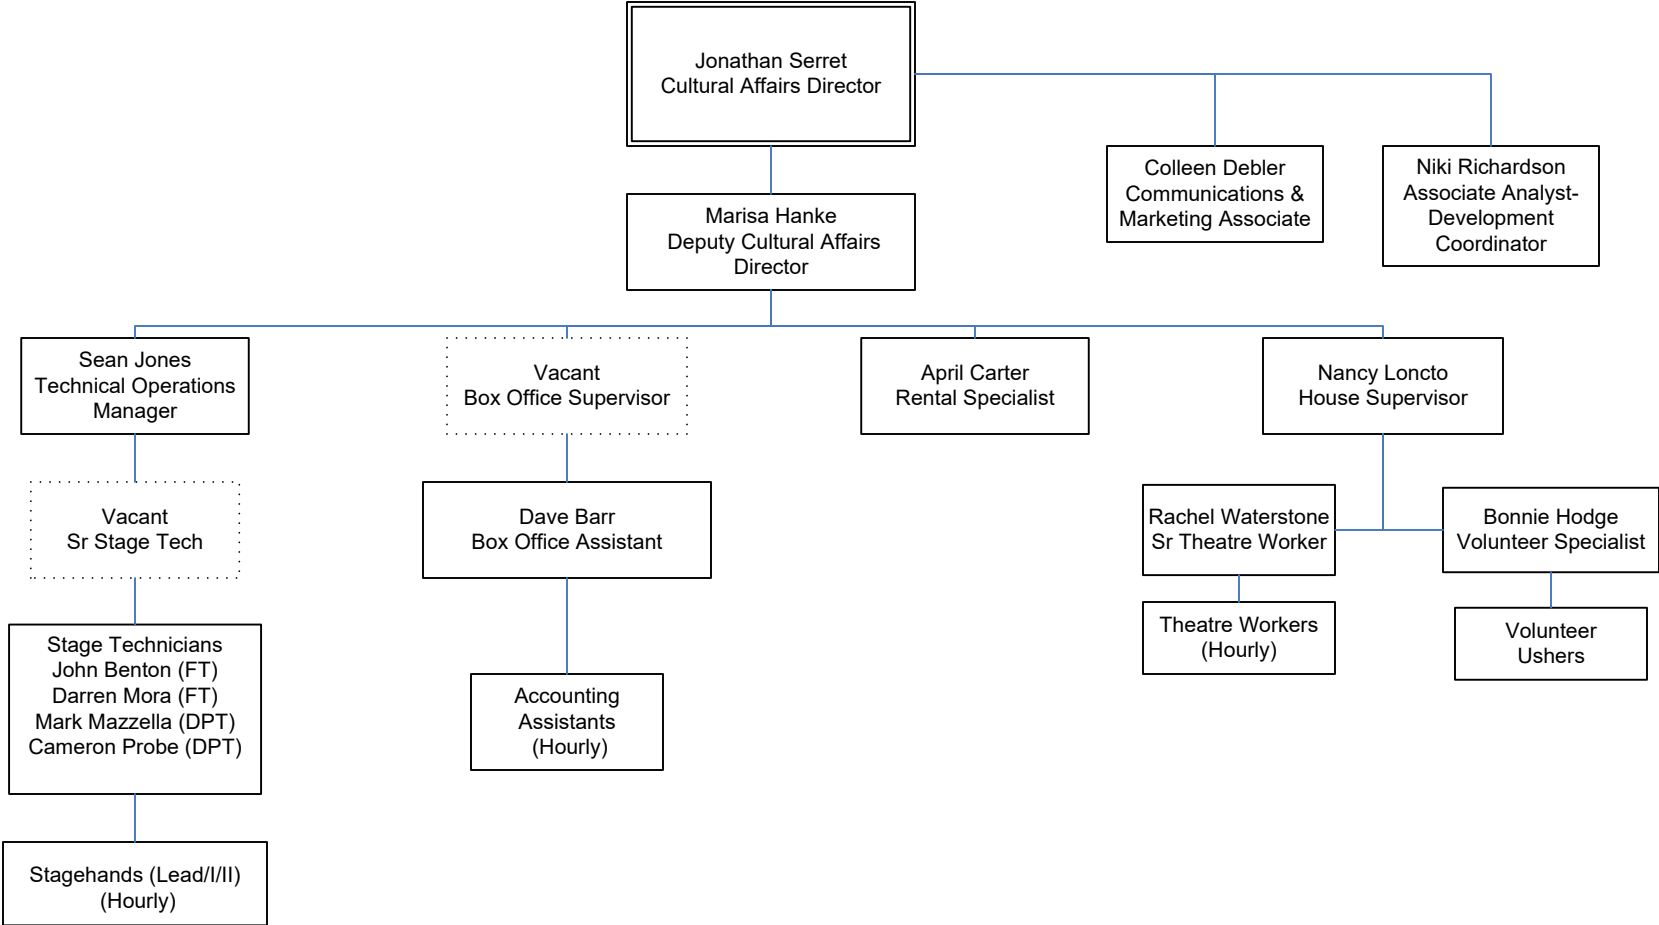 Jonathan Serret
Cultural Affairs Director
Colleen Debler
Communications &
Marketing Associate
Niki Richardson
Associate Analyst-
Development
Coordinator
Marisa Hanke
Deputy Cultural Affairs
Director
Sean Jones
Technical Operations
Manager
Vacant
Box Office Supervisor
April Carter
Rental Specialist
Nancy Loncto
House Supervisor
Vacant
Sr Stage Tech
Dave Barr
Box Office Assistant
Rachel Waterstone
Sr Theatre Worker
Bonnie Hodge
Volunteer Specialist
Stage Technicians
John Benton (FT)
Darren Mora (FT)
Mark Mazzella (DPT)
Cameron Probe (DPT)
Accounting
Assistants
(Hourly)
Theatre Workers
(Hourly)
Volunteer
Ushers
Stagehands (Lead/I/II)
(Hourly)